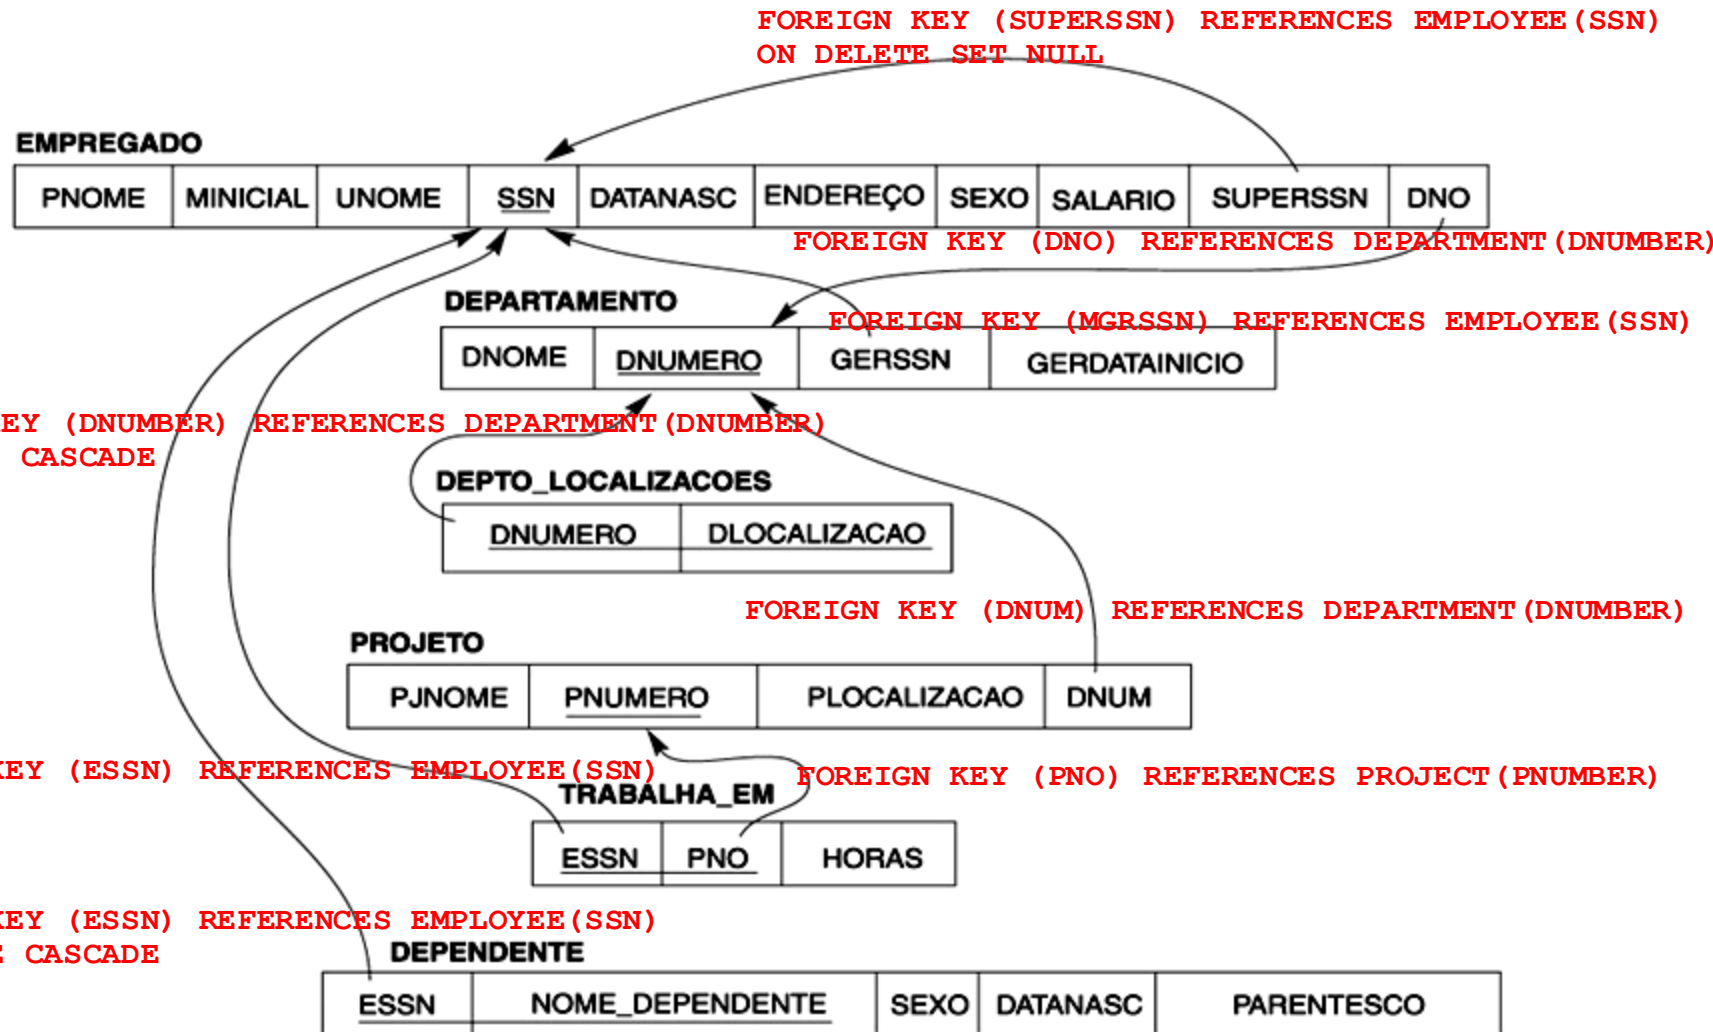 FOREIGN KEY (SUPERSSN) REFERENCES EMPLOYEE(SSN)
ON DELETE SET NULL
EMPREGADO
PNOME MINICIAL UNOME SSN DATANASC ENDEREÇO SEXO SALARIO SUPERSSN DNO
FOREIGN KEY (DNO) REFERENCES DEPARTMENT(DNUMBER)
DEPARTAMENTO
FOREIGN KEY (MGRSSN) REFERENCES EMPLOYEE(SSN)
DNOME DNUMERO GERSSN GERDATAINICIO
EY (DNUMBER) REFERENCES DEPARTMENT(DNUMBER)
CASCADE
DEPTO_LOCALIZACOES
DNUMERO DLOCALIZACAO
FOREIGN KEY (DNUM) REFERENCES DEPARTMENT(DNUMBER)
PROJETO
PJNOME PNUMERO PLOCALIZACAO DNUM
KEY (ESSN) REFERENCES EMPLOYEE(SSN)
FOREIGN KEY (PNO) REFERENCES PROJECT(PNUMBER)
TRABALHA_EM
ESSN PNO HORAS
KEY (ESSN) REFERENCES EMPLOYEE(SSN)
E CASCADE
DEPENDENTE
ESSN NOME_DEPENDENTE SEXO DATANASC PARENTESCO